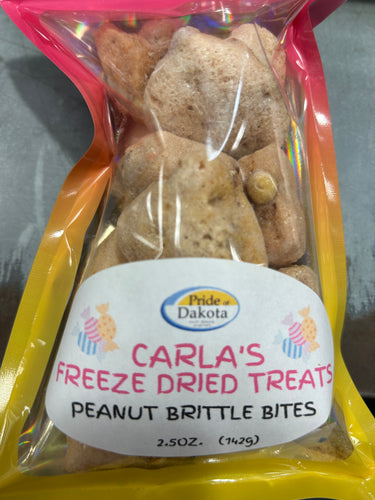 Pride of
Dakota
CARLA'S
FREEZE DRIED TREATS
PEANUT BRITTLE BITES
2.5OZ. (142g)